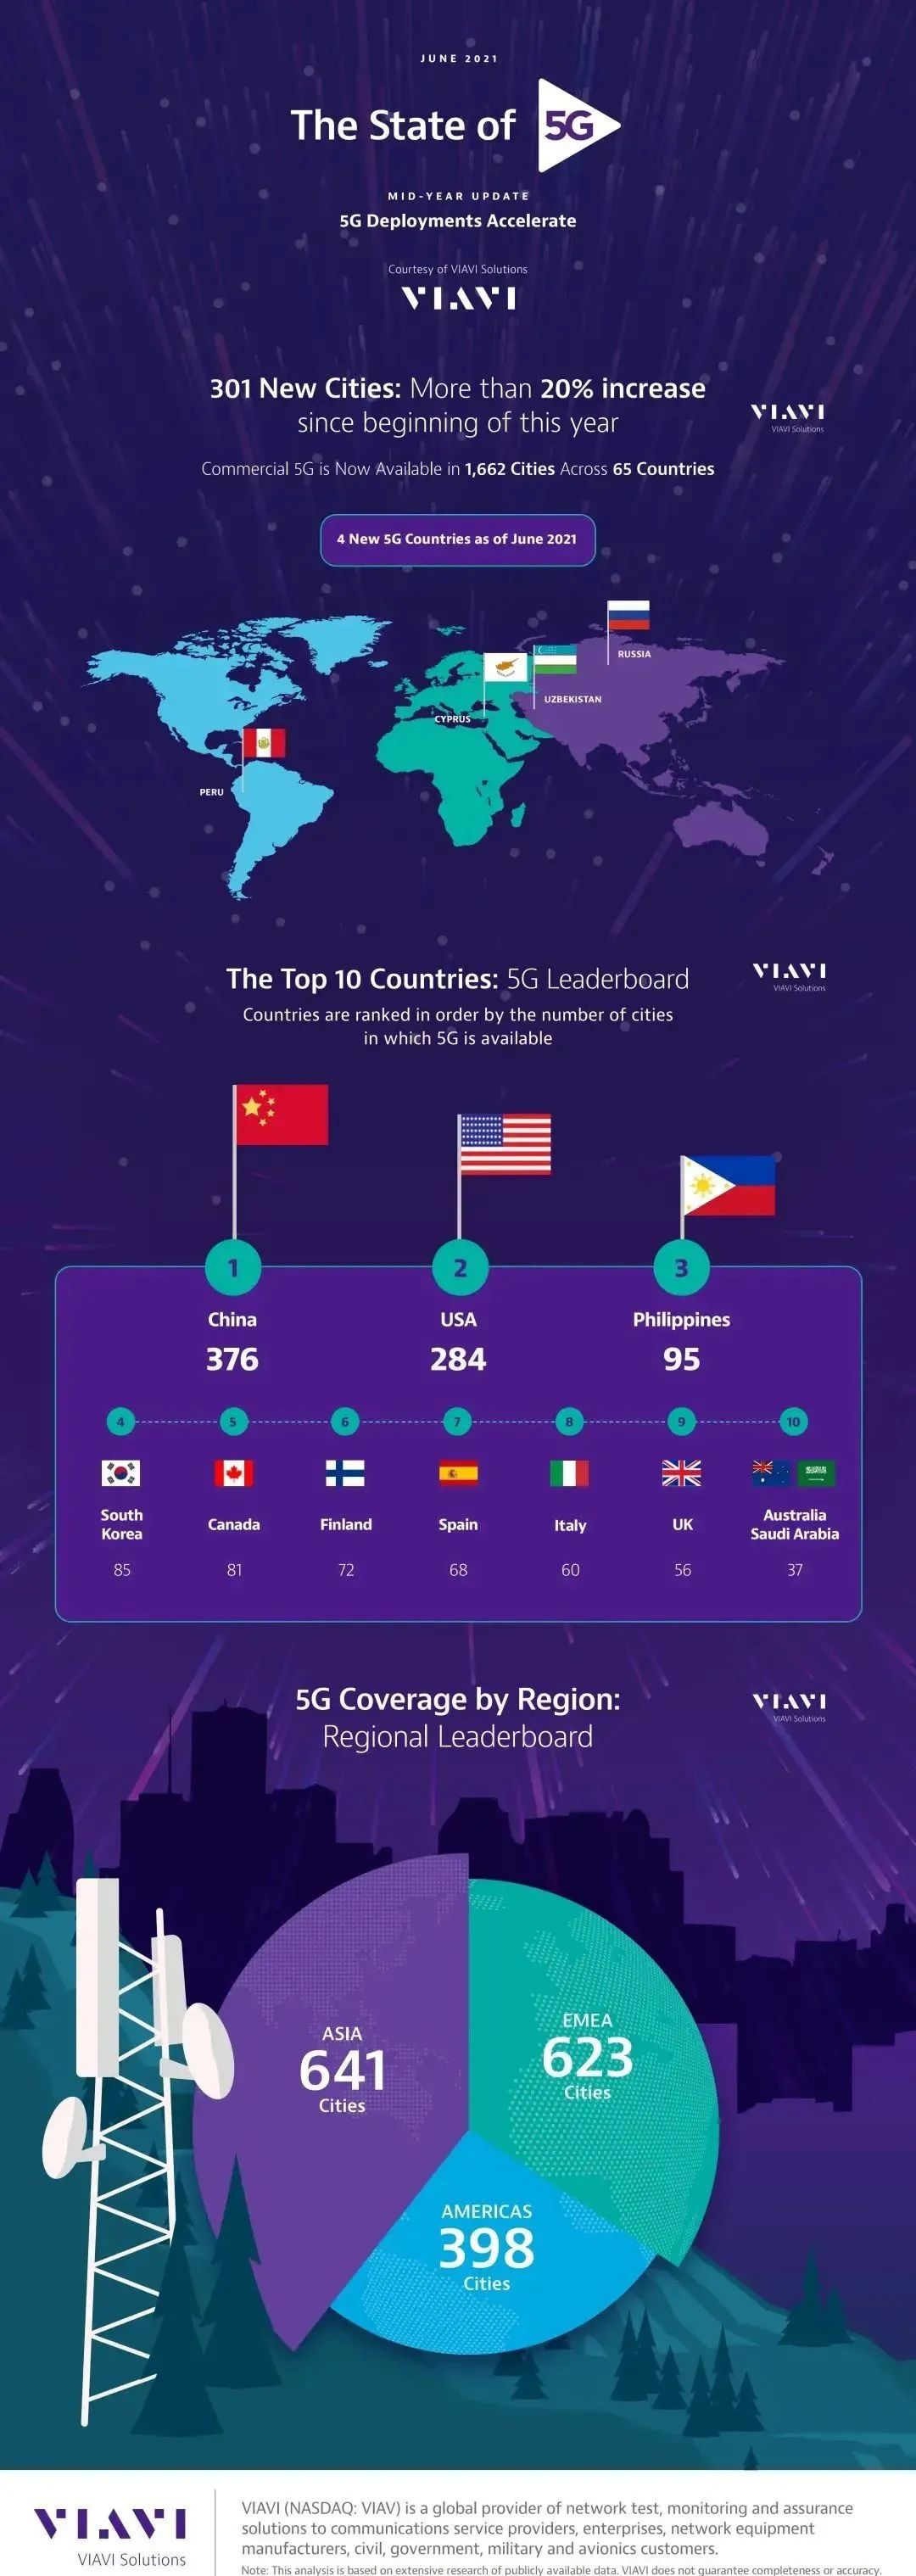 JUNE 2021
The State of 5G
MID-YEAR UPDATE
5G Deployments Accelerate
Courtesy of VIAVI Solutions
VIAVI
301 New Cities: More than 20% increase
since beginning of this year
VIAVI
VIAVI Solutions
Commercial 5G is Now Available in 1,662 Cities Across 65 Countries
4 New 5G Countries as of June 2021
RUSSIA
UZBEKISTAN
CYPRUS
PERU
The Top 10 Countries: 5G Leaderboard
VIAVI
VIAVI Solutions
Countries are ranked in order by the number of cities
in which 5G is available
1 2 3
China USA Philippines
376 284 95
4 5 6 7 8 9 10
South
Korea
Canada
Finland
Spain
Italy
UK
Australia
Saudi Arabia
85 81 72 68 60 56 37
5G Coverage by Region:
Regional Leaderboard
VIAVI
VIAVI Solutions
ASIA
641
Cities
EMEA
623
Cities
AMERICAS
398
Cities
VIAVI
VIAVI Solutions
VIAVI (NASDAQ: VIAV) is a global provider of network test, monitoring and assurance
solutions to communications service providers, enterprises, network equipment
manufacturers, civil, government, military and avionics customers.
Note: This analysis is based on extensive research of publicly available data. VIAVI does not guarantee completeness or accuracy.